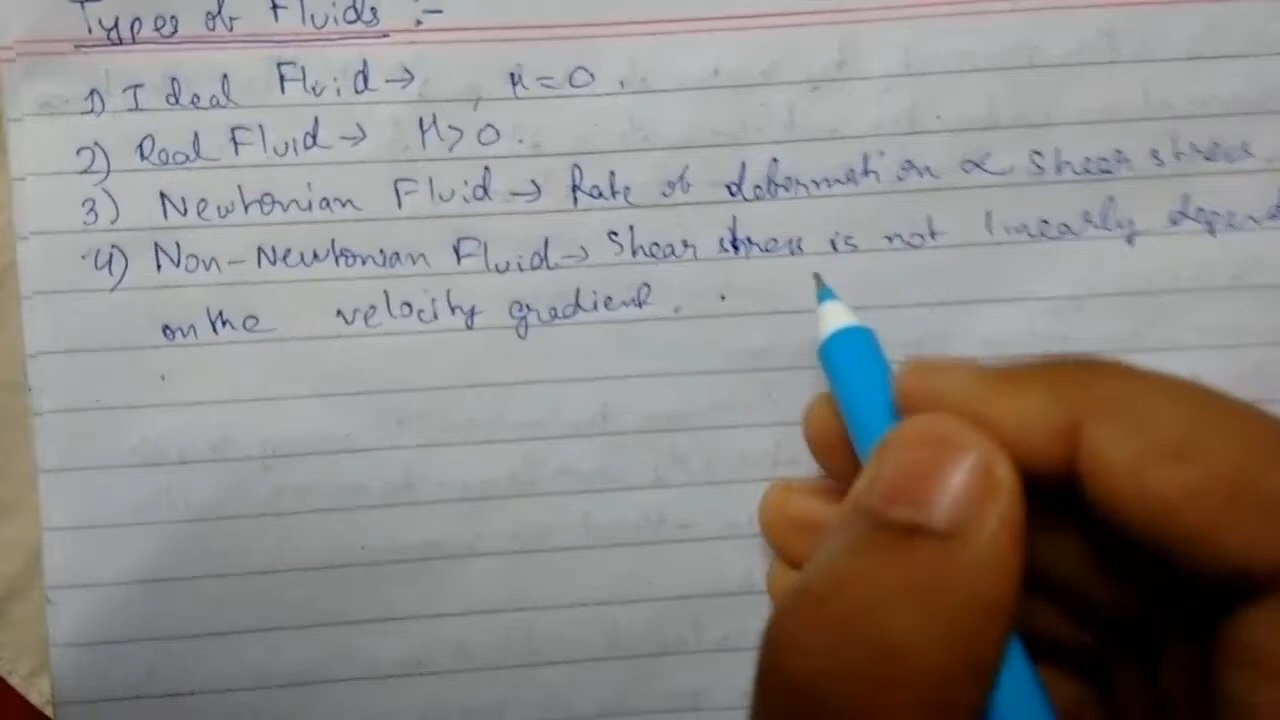 Types of Fluids :-
1) Ideal Fluid → μ = 0.
2) Real Fluid → μ > 0.
3) Newtonian Fluid → Rate of deformation ∝ Shear stress
4) Non-Newtonian Fluid → Shear stress is not linearly depend
on the velocity gradient.